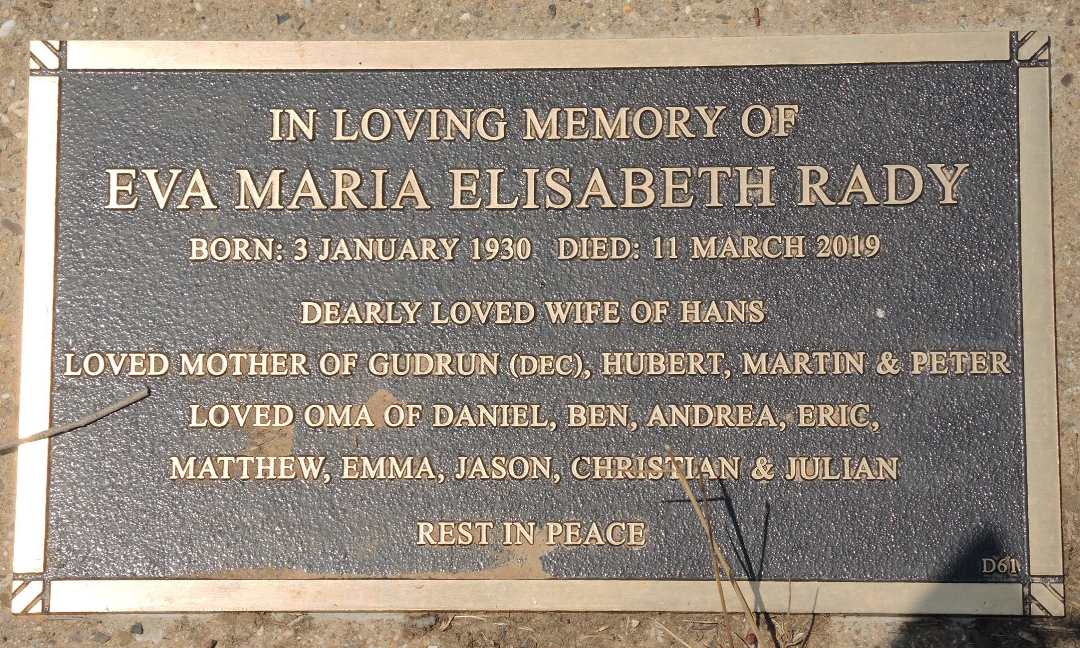 IN LOVING MEMORY OF
EVA MARIA ELISABETH RADY
BORN: 3 JANUARY 1930 DIED: 11 MARCH 2019
DEARLY LOVED WIFE OF HANS
LOVED MOTHER OF GUDRUN (DEC), HUBERT, MARTIN & PETER
LOVED OMA OF DANIEL, BEN, ANDREA, ERIC,
MATTHEW, EMMA, JASON, CHRISTIAN & JULIAN
REST IN PEACE
D61